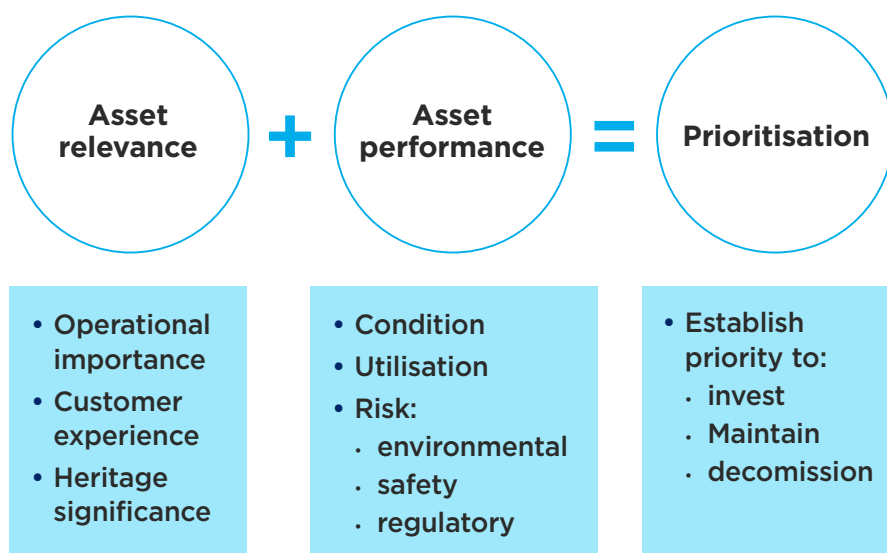 Asset
relevance
+
Asset
performance
=
Prioritisation
• Operational
importance
• Customer
experience
• Heritage
significance
• Condition
• Utilisation
• Risk:
· environmental
· safety
· regulatory
• Establish
priority to:
· invest
· Maintain
· decomission